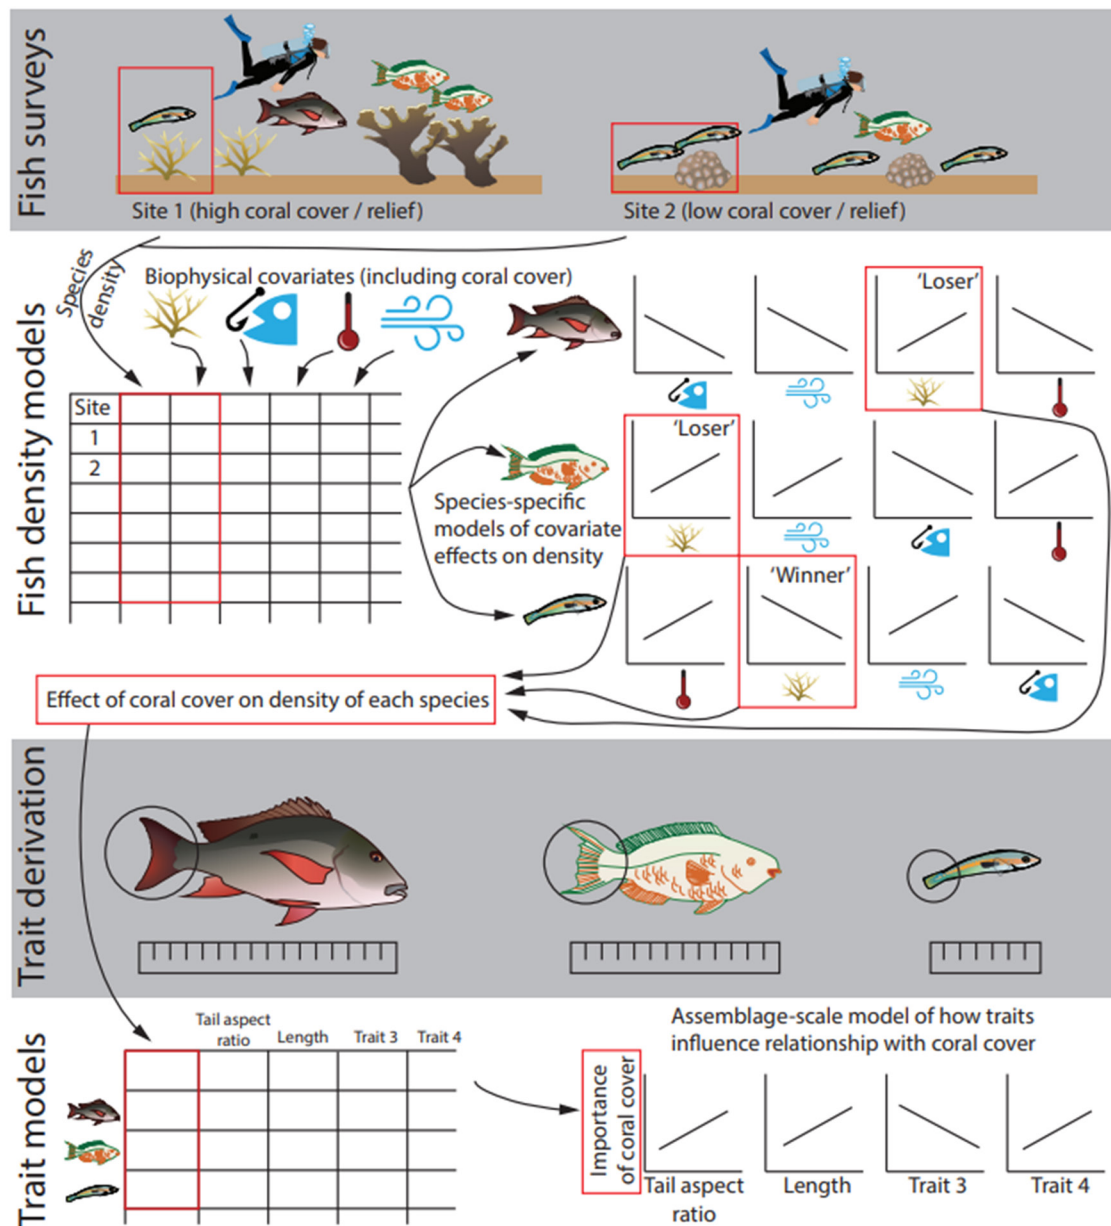 Fish surveys
Site 1 (high coral cover / relief)
Site 2 (low coral cover / relief)
Fish density models
Species
density
Biophysical covariates (including coral cover)
Site
1
2
Species-specific
models of covariate
effects on density
'Loser'
'Loser'
'Winner'
Effect of coral cover on density of each species
Trait derivation
Trait models
Tail aspect
ratio
Length
Trait 3
Trait 4
Assemblage-scale model of how traits
influence relationship with coral cover
Importance
of coral cover
Tail aspect
ratio
Length
Trait 3
Trait 4